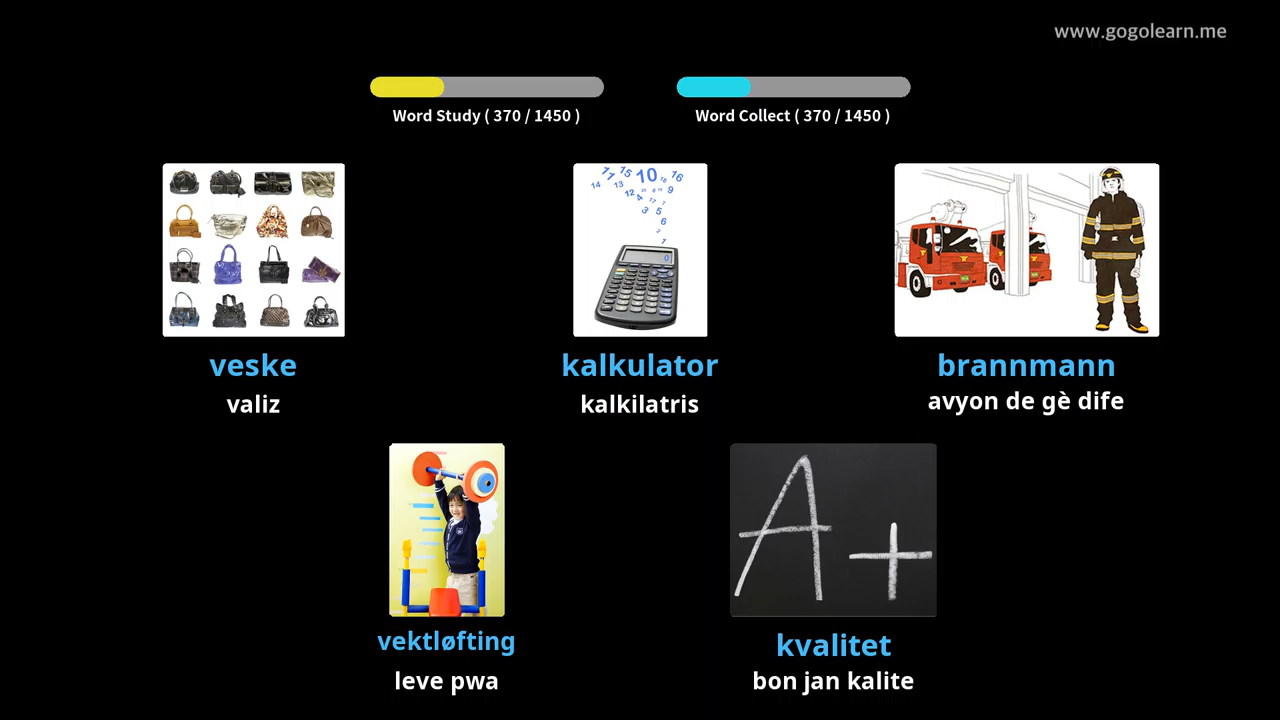 www.gogolearn.me
Word Study ( 370 / 1450 )
Word Collect ( 370 / 1450 )
veske
valiz
kalkulator
kalkilatris
brannmann
avyon de gè dife
vektløfting
leve pwa
A+
kvalitet
bon jan kalite